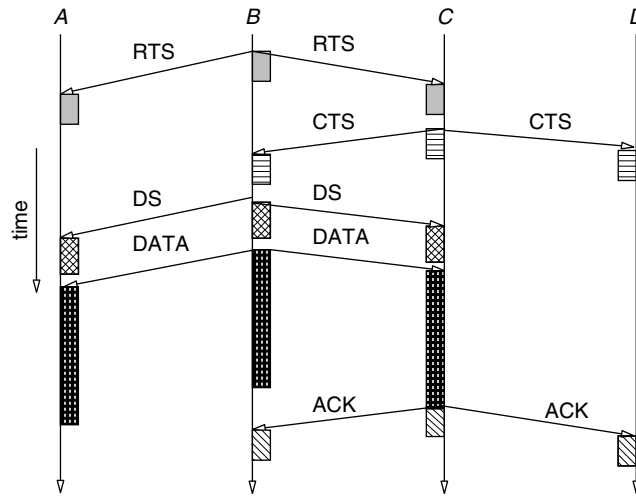 A B C D
RTS RTS
CTS CTS
DS DS
time
DATA DATA
ACK ACK